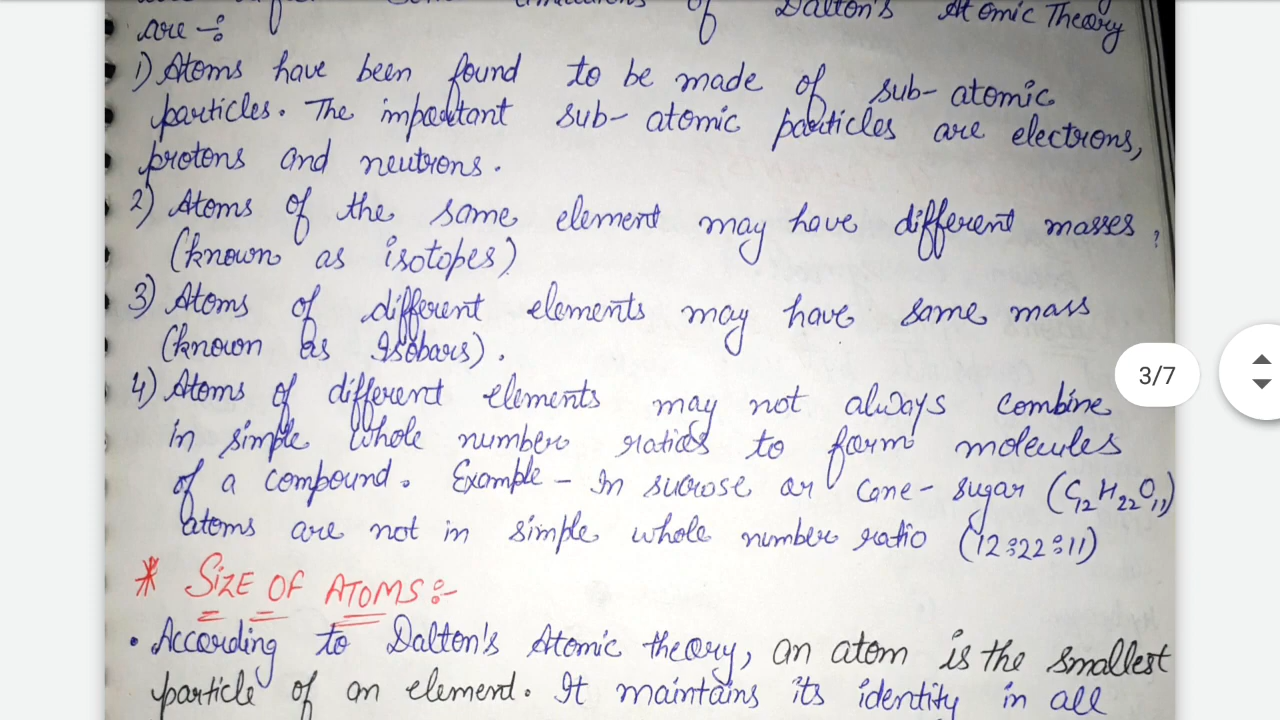 of Dalton's Atomic Theory
are -:
1) Atoms have been found to be made of sub-atomic
particles. The important sub-atomic particles are electrons,
protons and neutrons.
2) Atoms of the same element may have different masses
(known as isotopes)
3) Atoms of different elements may have same mass
(known as Isobars).
4) Atoms of different elements may not always combine
in simple whole number ratios to form molecules
of a compound. Example - In sucrose or Cane-sugar (C₁₂H₂₂O₁₁)
atoms are not in simple whole number ratio (12:22:11)
* SIZE OF ATOMS:-
• According to Dalton's Atomic theory, an atom is the smallest
particle of an element. It maintains its identity in all
3/7